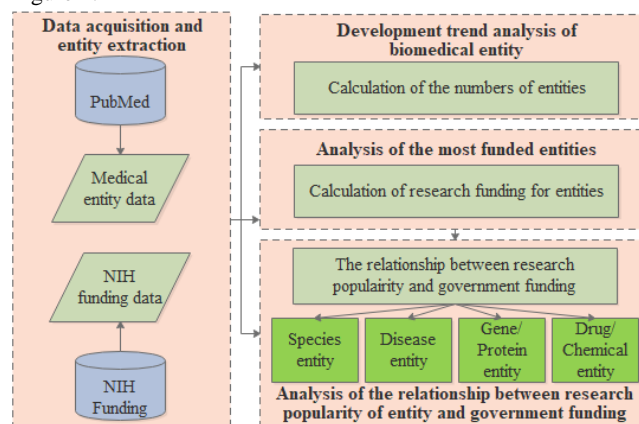 Data acquisition and
entity extraction
PubMed
Medical
entity data
NIH
funding data
NIH
Funding
Development trend analysis of
biomedical entity
Calculation of the numbers of entities
Analysis of the most funded entities
Calculation of research funding for entities
The relationship between research
populairity and government funding
Species
entity
Disease
entity
Gene/
Protein
entity
Drug/
Chemical
entity
Analysis of the relationship between research
popularity of entity and government funding